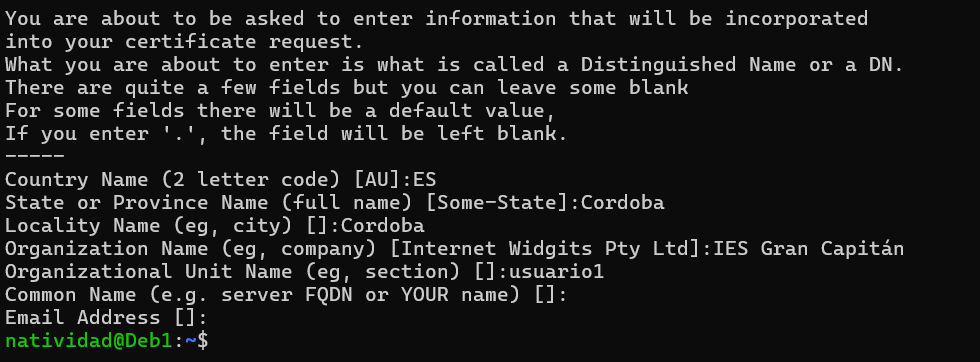 You are about to be asked to enter information that will be incorporated
into your certificate request.
What you are about to enter is what is called a Distinguished Name or a DN.
There are quite a few fields but you can leave some blank
For some fields there will be a default value,
If you enter '.', the field will be left blank.
-----
Country Name (2 letter code) [AU]:ES
State or Province Name (full name) [Some-State]:Cordoba
Locality Name (eg, city) []:Cordoba
Organization Name (eg, company) [Internet Widgits Pty Ltd]:IES Gran Capitán
Organizational Unit Name (eg, section) []:usuario1
Common Name (e.g. server FQDN or YOUR name) []:
Email Address []:
natividad@Deb1:~$